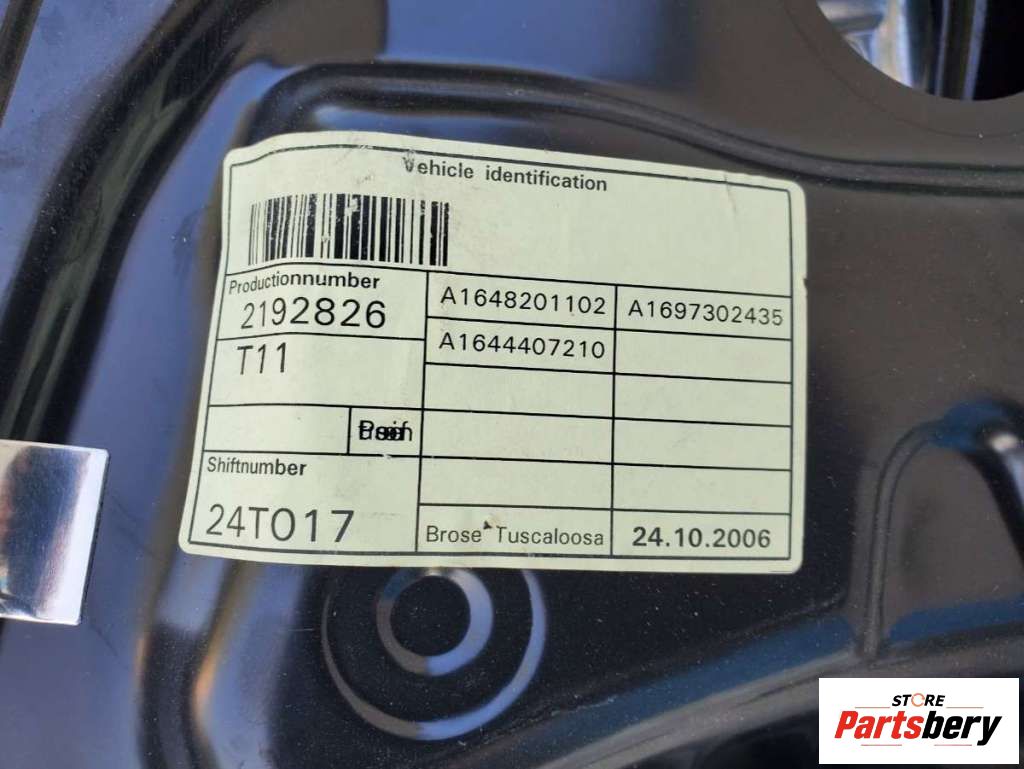 Vehicle identification
Productionnumber
2192826
A1648201102
A1697302435
T11
A1644407210
Shiftnumber
24T017
Brose Tuscaloosa
24.10.2006
STORE
Partsbery